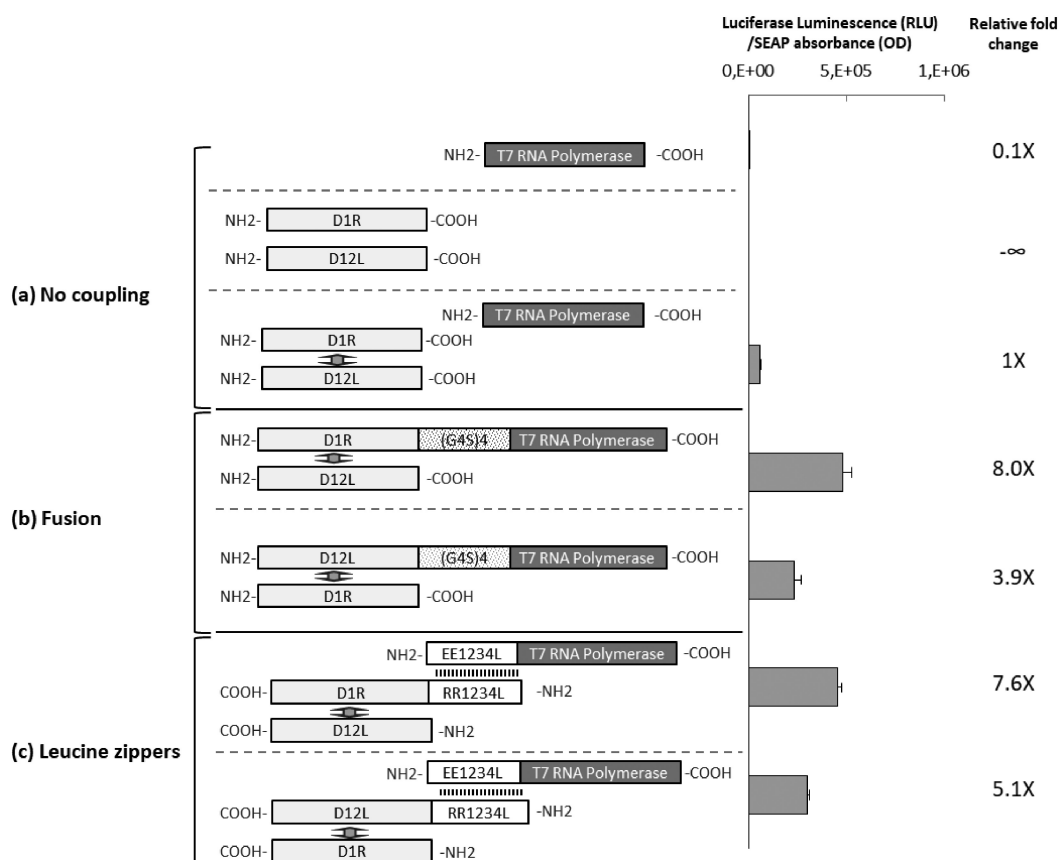 Luciferase Luminescence (RLU) /SEAP absorbance (OD)
Relative fold change
0,E+00 5,E+05 1,E+06
(a) No coupling
NH2- T7 RNA Polymerase -COOH
0.1X
NH2- D1R -COOH
NH2- D12L -COOH
-∞
NH2- T7 RNA Polymerase -COOH
NH2- D1R -COOH
NH2- D12L -COOH
1X
(b) Fusion
NH2- D1R (G4S)4 T7 RNA Polymerase -COOH
NH2- D12L -COOH
8.0X
NH2- D12L (G4S)4 T7 RNA Polymerase -COOH
NH2- D1R -COOH
3.9X
(c) Leucine zippers
NH2- EE1234L T7 RNA Polymerase -COOH
COOH- D1R RR1234L -NH2
COOH- D12L -NH2
7.6X
NH2- EE1234L T7 RNA Polymerase -COOH
COOH- D12L RR1234L -NH2
COOH- D1R -NH2
5.1X